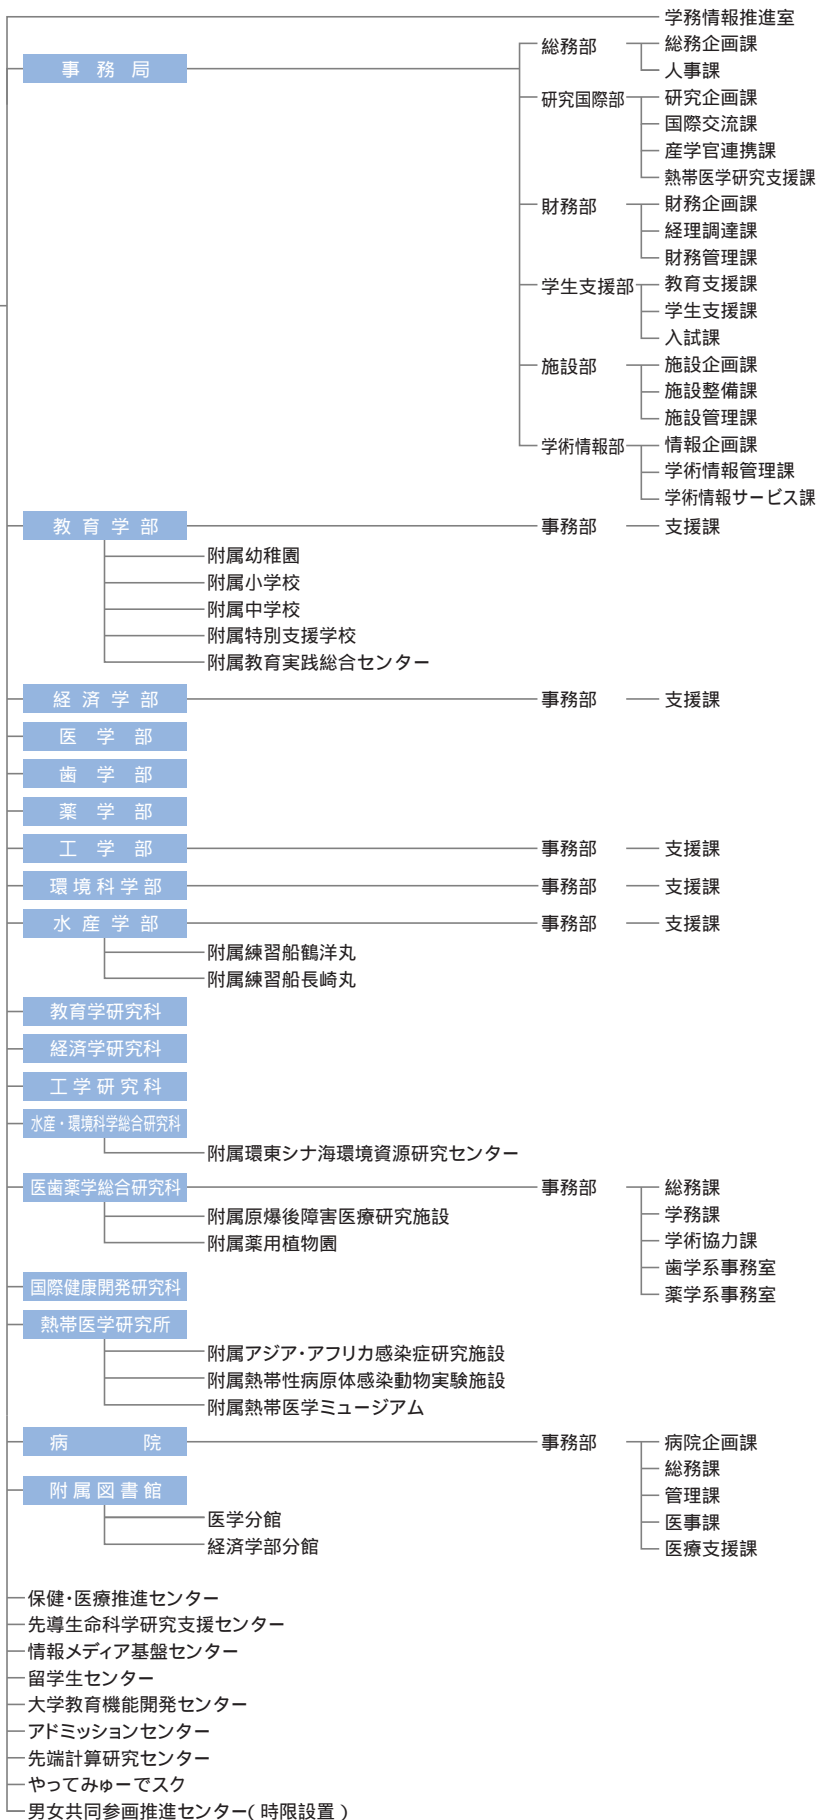 学務情報推進室
事務局
総務部
総務企画課
人事課
研究国際部
研究企画課
国際交流課
産学官連携課
熱帯医学研究支援課
財務部
財務企画課
経理調達課
財務管理課
学生支援部
教育支援課
学生支援課
入試課
施設部
施設企画課
施設整備課
施設管理課
学術情報部
情報企画課
学術情報管理課
学術情報サービス課
教育学部 事務部 支援課
附属幼稚園
附属小学校
附属中学校
附属特別支援学校
附属教育実践総合センター
経済学部 事務部 支援課
医学部
歯学部
薬学部
工学部 事務部 支援課
環境科学部 事務部 支援課
水産学部 事務部 支援課
附属練習船鶴洋丸
附属練習船長崎丸
教育学研究科
経済学研究科
工学研究科
水産・環境科学総合研究科
附属環東シナ海環境資源研究センター
医歯薬学総合研究科 事務部 総務課
学務課
学術協力課
歯学系事務室
薬学系事務室
附属原爆後障害医療研究施設
附属薬用植物園
国際健康開発研究科
熱帯医学研究所
附属アジア・アフリカ感染症研究施設
附属熱帯性病原体感染動物実験施設
附属熱帯医学ミュージアム
病院 事務部 病院企画課
総務課
管理課
医事課
医療支援課
附属図書館
医学分館
経済学部分館
保健・医療推進センター
先導生命科学研究支援センター
情報メディア基盤センター
留学生センター
大学教育機能開発センター
アドミッションセンター
先端計算研究センター
やってみゅーでスク
男女共同参画推進センター(時限設置)